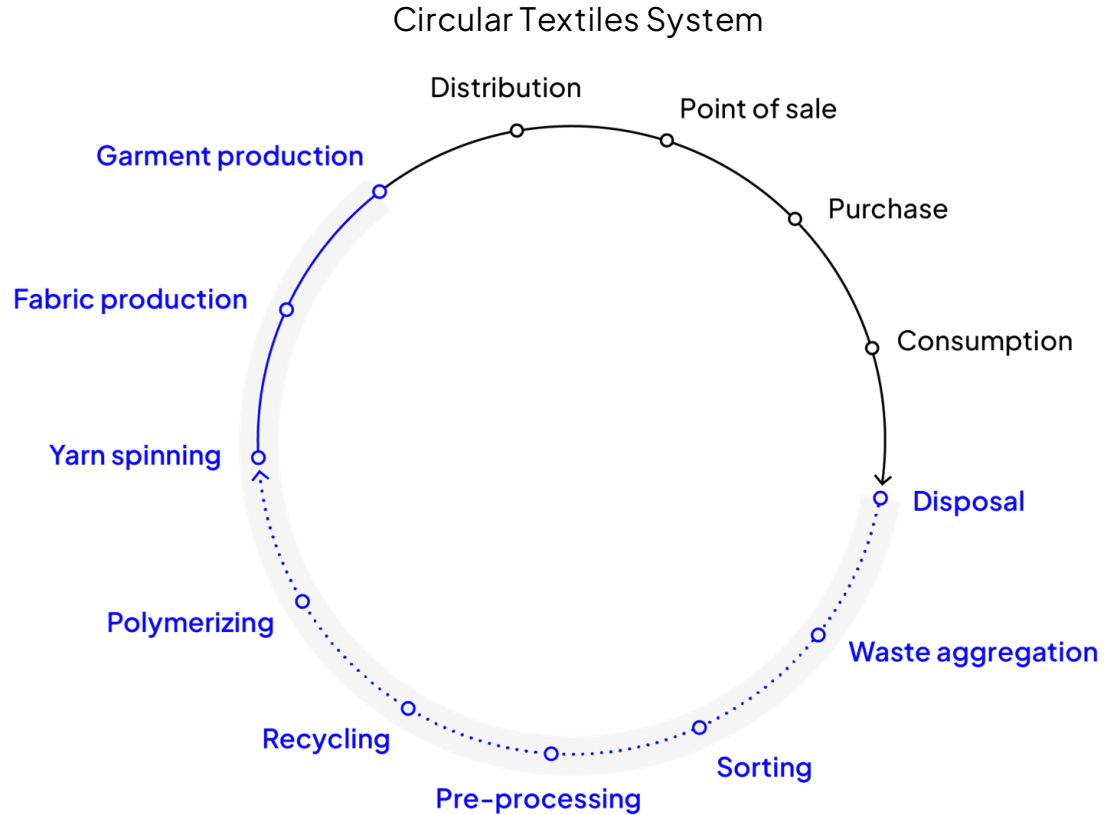 Circular Textiles System
Distribution
Point of sale
Garment production
Purchase
Fabric production
Consumption
Yarn spinning
Disposal
Polymerizing
Waste aggregation
Recycling
Sorting
Pre-processing